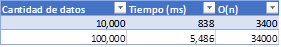 Cantidad de datos Tiempo (ms) O(n)
10,000 838 3400
100,000 5,486 34000